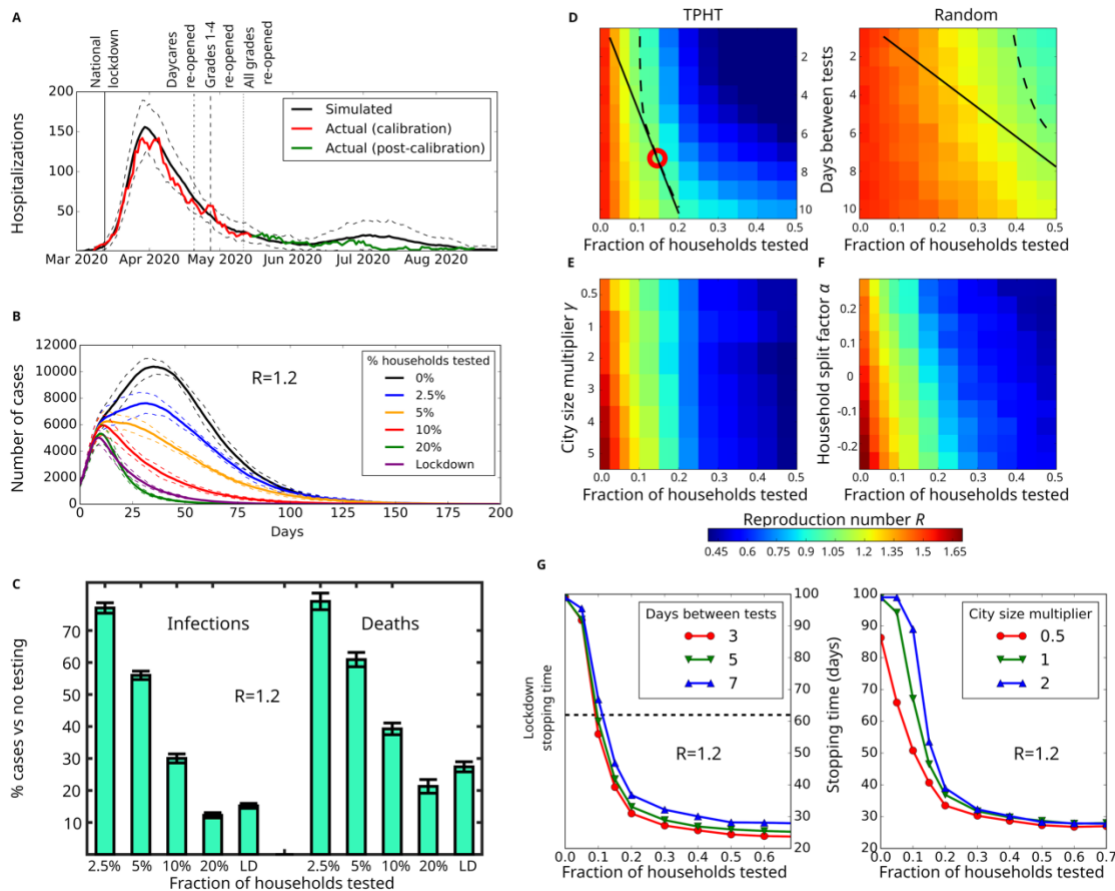 A
National
lockdown
Daycares
re-opened
Grades 1-4
re-opened
All grades
re-opened
200
150
100
50
Hospitalizations
Simulated
Actual (calibration)
Actual (post-calibration)
Mar 2020 Apr 2020 May 2020 Jun 2020 Jul 2020 Aug 2020
B
12000
10000
8000
6000
4000
2000
0
Number of cases
R=1.2
% households tested
0%
2.5%
5%
10%
20%
Lockdown
0 25 50 75 100 125 150 175 200
Days
C
70
60
50
40
30
20
10
% cases vs no testing
Infections
Deaths
R=1.2
2.5% 5% 10% 20% LD 2.5% 5% 10% 20% LD
Fraction of households tested
D
TPHT
Random
Days between tests
2
4
6
8
10
2
4
6
8
10
0.0 0.1 0.2 0.3 0.4 0.5
Fraction of households tested
0.0 0.1 0.2 0.3 0.4 0.5
Fraction of households tested
E
City size multiplier γ
0.5
1
2
3
4
5
0.0 0.1 0.2 0.3 0.4 0.5
Fraction of households tested
F
Household split factor α
0.2
0.1
0
-0.1
-0.2
0.0 0.1 0.2 0.3 0.4 0.5
Fraction of households tested
Reproduction number R
0.45 0.6 0.75 0.9 1.05 1.2 1.35 1.5 1.65
G
Lockdown
stopping time
Days between tests
3
5
7
R=1.2
100
90
80
70
60
50
40
30
20
0.0 0.1 0.2 0.3 0.4 0.5 0.6
Fraction of households tested
Stopping time (days)
City size multiplier
0.5
1
2
R=1.2
100
90
80
70
60
50
40
30
20
0.0 0.1 0.2 0.3 0.4 0.5 0.6 0.7
Fraction of households tested